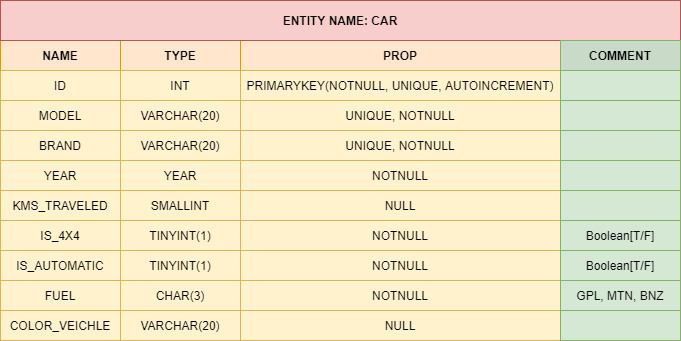 ENTITY NAME: CAR
NAME TYPE PROP COMMENT
ID INT PRIMARYKEY(NOTNULL, UNIQUE, AUTOINCREMENT)
MODEL VARCHAR(20) UNIQUE, NOTNULL
BRAND VARCHAR(20) UNIQUE, NOTNULL
YEAR YEAR NOTNULL
KMS_TRAVELED SMALLINT NULL
IS_4X4 TINYINT(1) NOTNULL Boolean[T/F]
IS_AUTOMATIC TINYINT(1) NOTNULL Boolean[T/F]
FUEL CHAR(3) NOTNULL GPL, MTN, BNZ
COLOR_VEICHLE VARCHAR(20) NULL